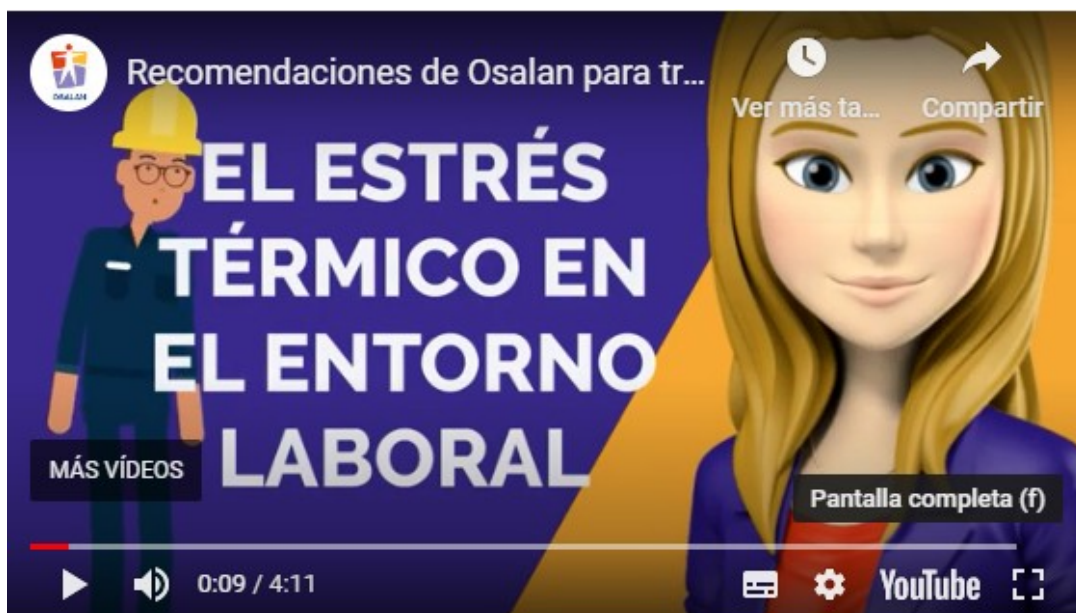 OSALAN
Recomendaciones de Osalan para tr...
Ver más ta...
Compartir
EL ESTRÉS
TÉRMICO EN
EL ENTORNO
LABORAL
MÁS VÍDEOS
Pantalla completa (f)
0:09 / 4:11
YouTube